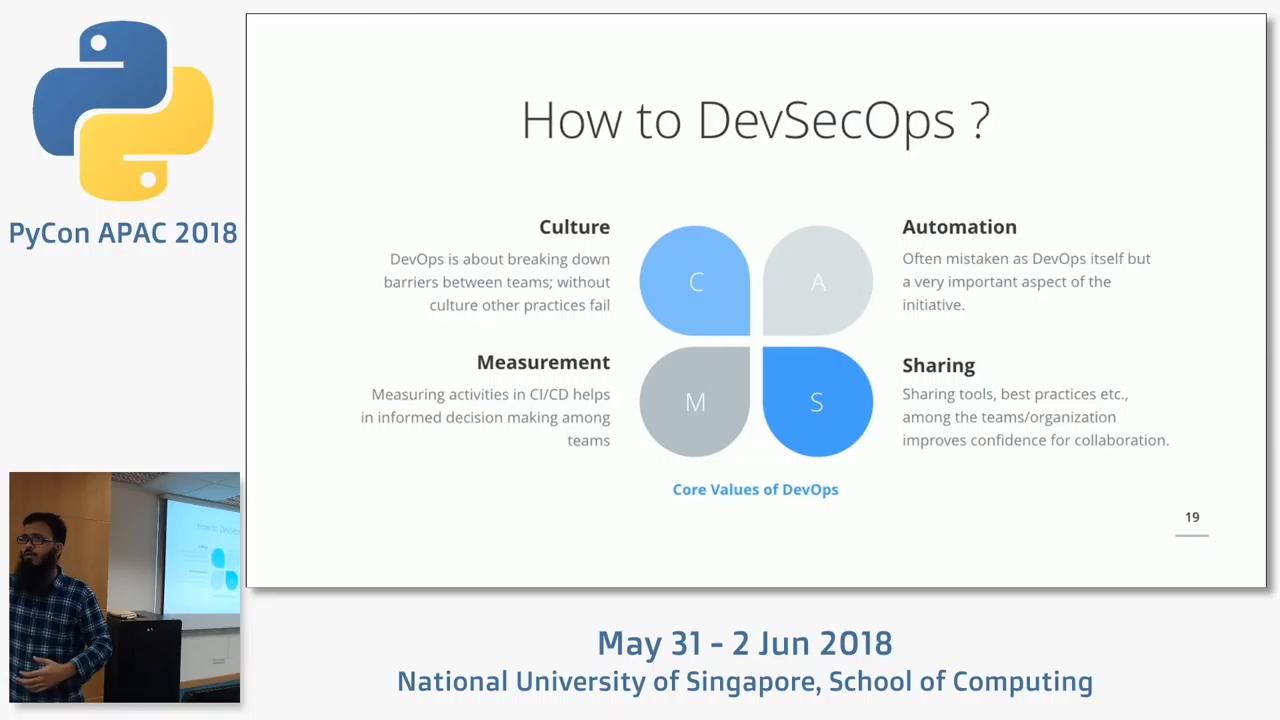 PyCon APAC 2018
How to DevSecOps ?
Culture
DevOps is about breaking down
barriers between teams; without
culture other practices fail
C
A
Automation
Often mistaken as DevOps itself but
a very important aspect of the
initiative.
Measurement
Measuring activities in CI/CD helps
in informed decision making among
teams
M
S
Sharing
Sharing tools, best practices etc.,
among the teams/organization
improves confidence for collaboration.
Core Values of DevOps
19
How to DevSec
May 31 - 2 Jun 2018
National University of Singapore, School of Computing